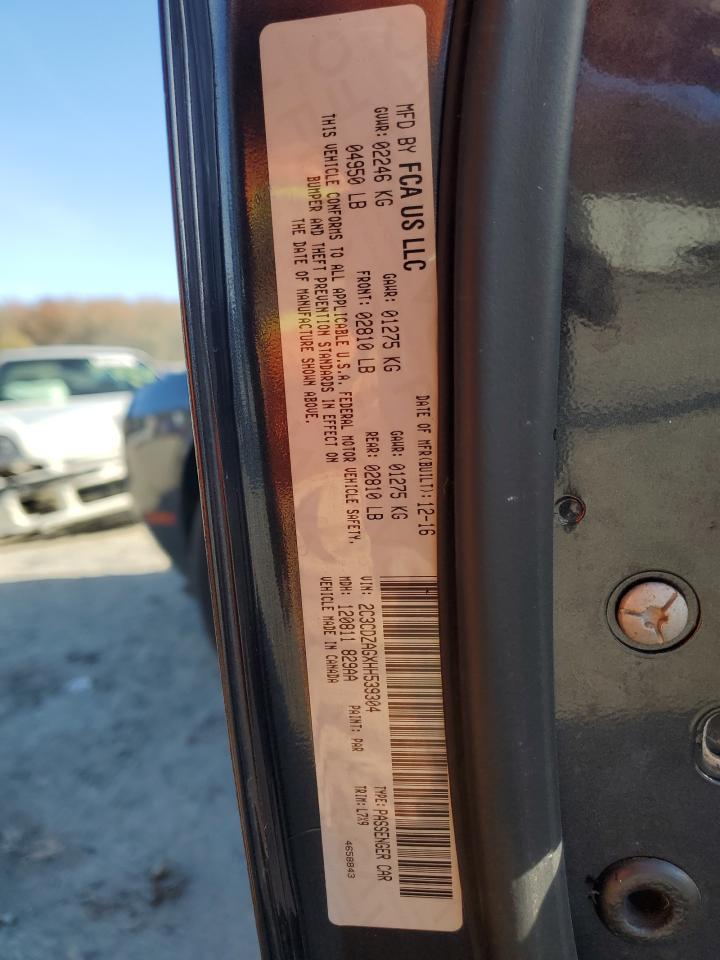 MFD BY FCA US LLC
DATE OF MFR(BUILT): 12-16
GVWR: 02246 KG
GAWR: 01275 KG
GAWR: 01275 KG
04950 LB
FRONT: 02810 LB
REAR: 02810 LB
THIS VEHICLE CONFORMS TO ALL APPLICABLE U.S.A. FEDERAL MOTOR VEHICLE SAFETY,
BUMPER AND THEFT PREVENTION STANDARDS IN EFFECT ON
THE DATE OF MANUFACTURE SHOWN ABOVE.
VIN: 2C3CDZAGXHH539304
TYPE: PASSENGER CAR
MDH: 120811 829AA
PAINT: PAR
TRIM: L7X9
VEHICLE MADE IN CANADA
4658843